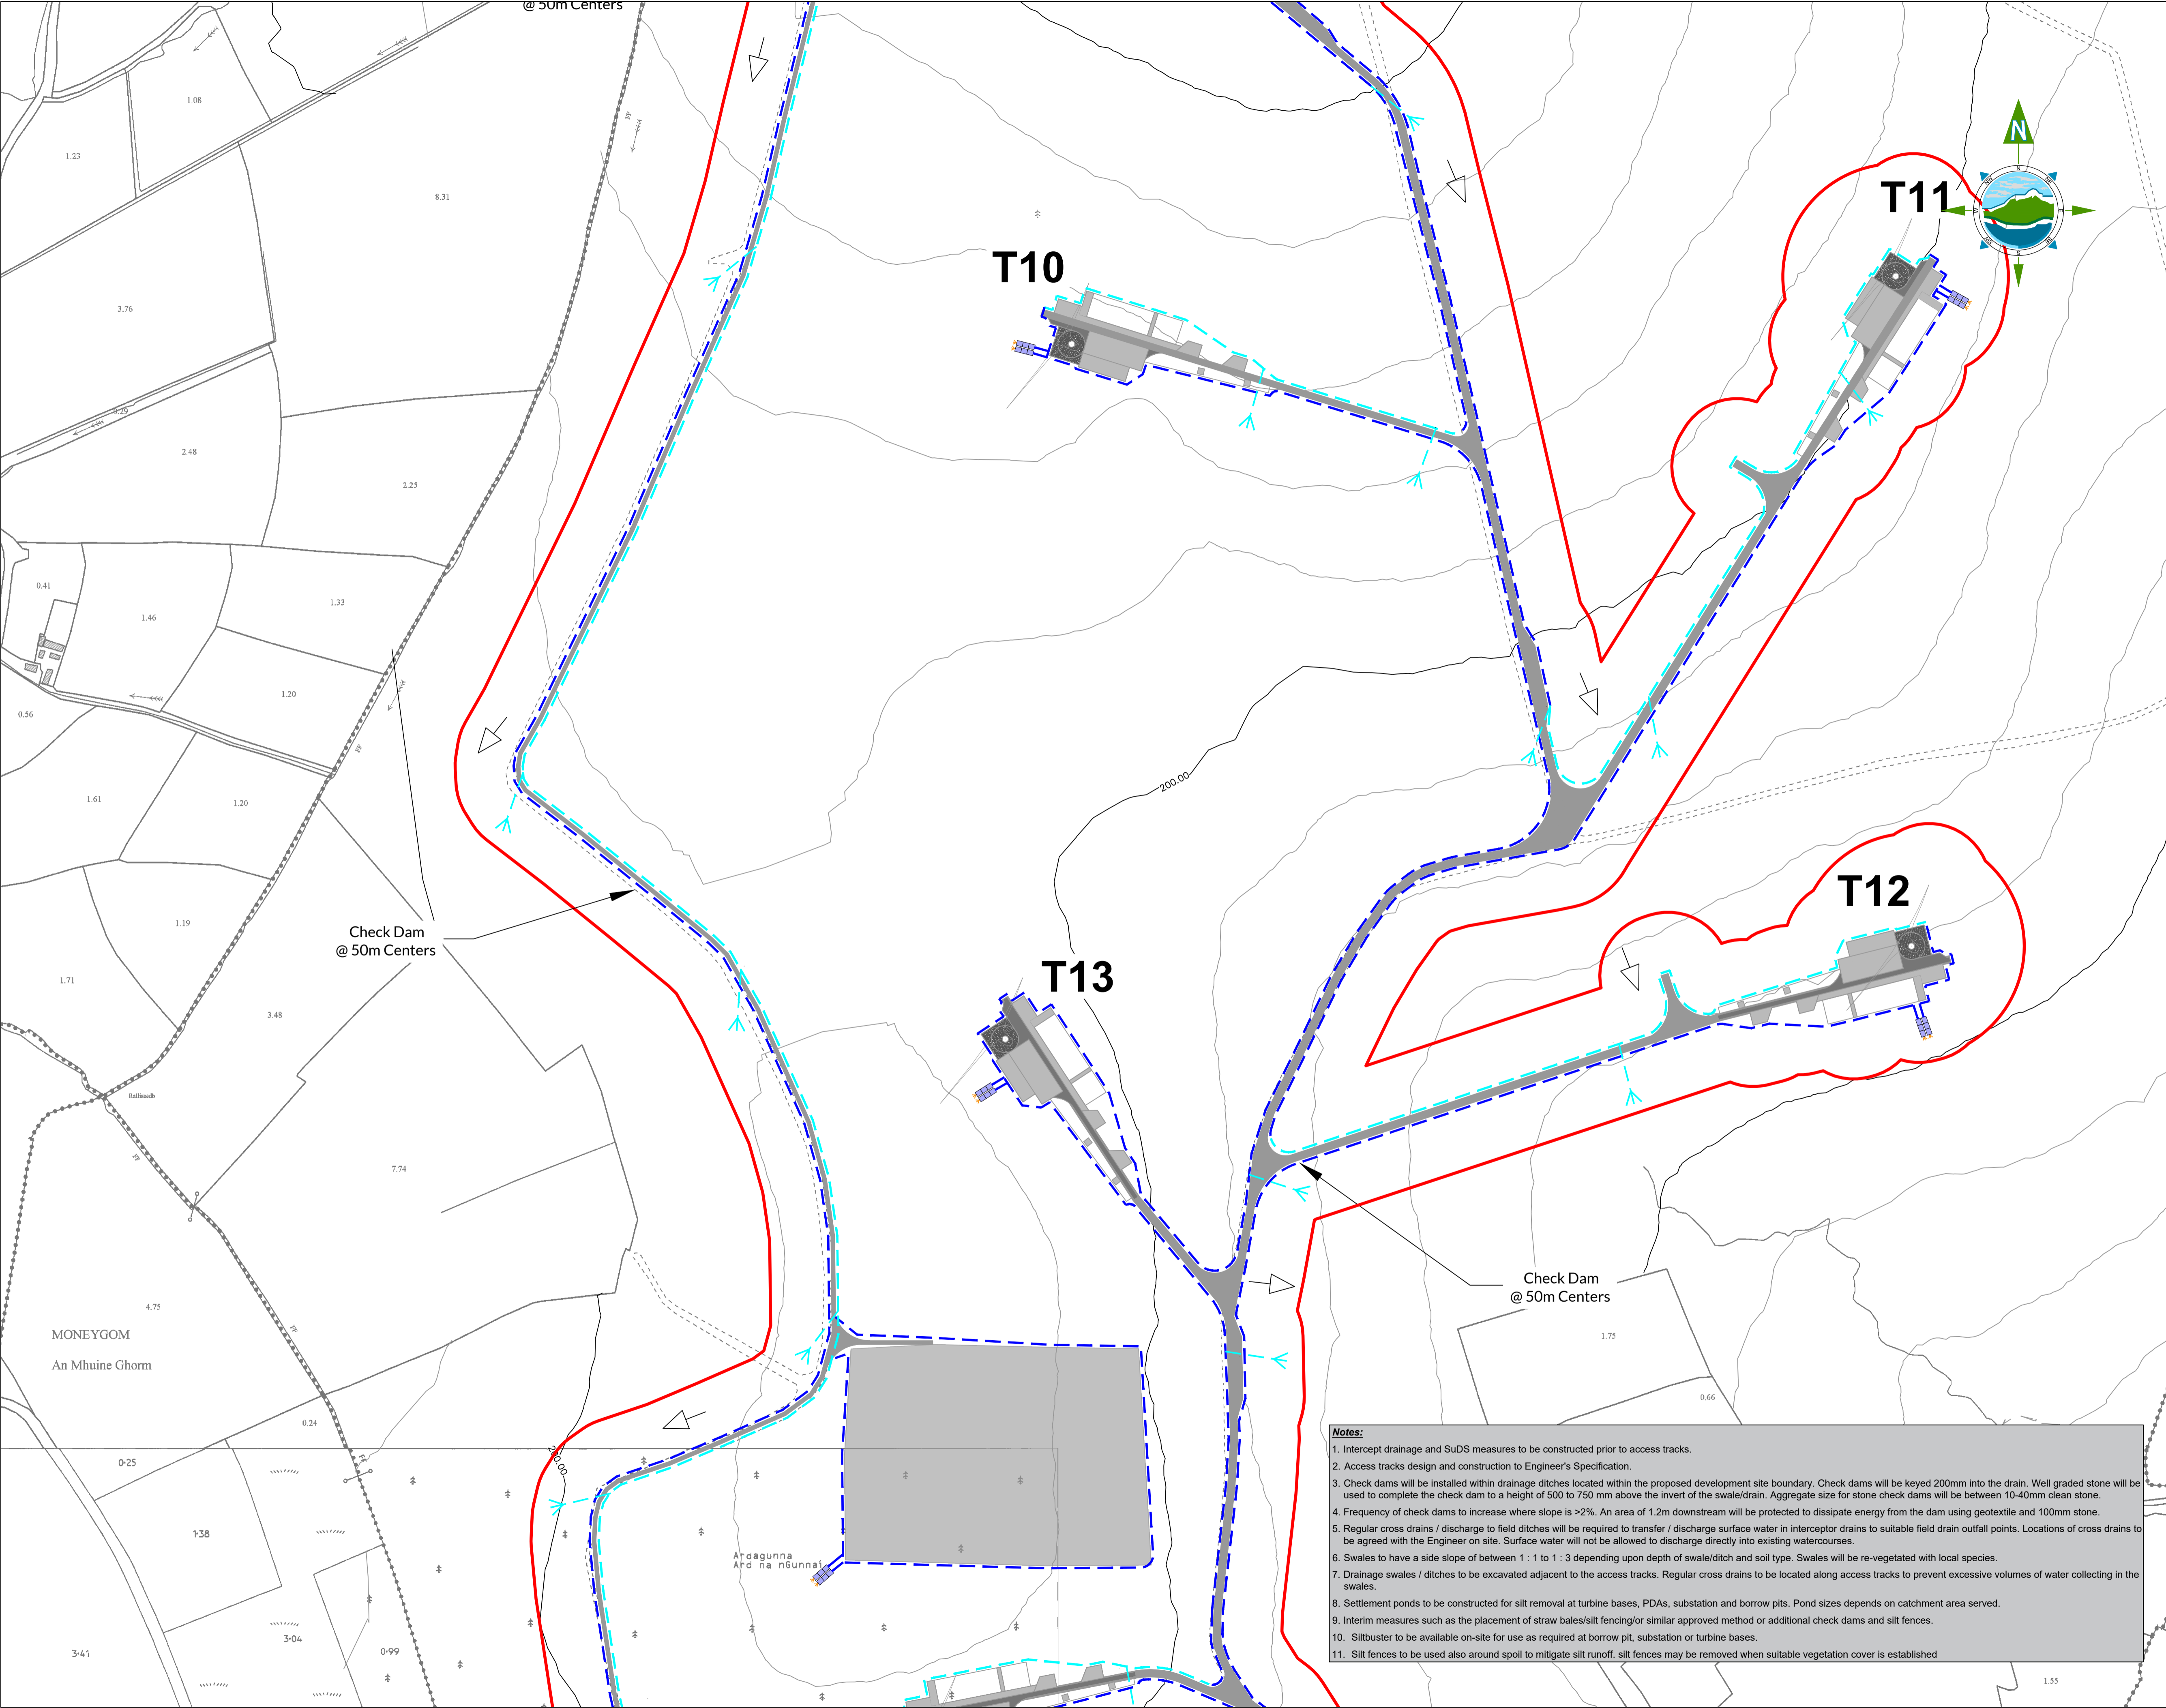 @ 50m Centers
1.08
1.23
8.31
FF
N
T11
T10
3.76
8.29
2.48
2.25
0.41
1.46
1.33
1.20
0.56
FF
1.61
1.20
200.00
T12
1.19
Check Dam
@ 50m Centers
T13
1.71
3.48
FF
7.74
Check Dam
@ 50m Centers
4.75
FF
1.75
MONEYGOM
An Mhuine Ghorm
0.66
0.24
FF
0.25
1.38
Ardagunna
Ard na nGunnaí
3.04
3.41
0.99
1.55
Notes:
1. Intercept drainage and SuDS measures to be constructed prior to access tracks.
2. Access tracks design and construction to Engineer's Specification.
3. Check dams will be installed within drainage ditches located within the proposed development site boundary. Check dams will be keyed 200mm into the drain. Well graded stone will be
used to complete the check dam to a height of 500 to 750 mm above the invert of the swale/drain. Aggregate size for stone check dams will be between 10-40mm clean stone.
4. Frequency of check dams to increase where slope is >2%. An area of 1.2m downstream will be protected to dissipate energy from the dam using geotextile and 100mm stone.
5. Regular cross drains / discharge to field ditches will be required to transfer / discharge surface water in interceptor drains to suitable field drain outfall points. Locations of cross drains to
be agreed with the Engineer on site. Surface water will not be allowed to discharge directly into existing watercourses.
6. Swales to have a side slope of between 1 : 1 to 1 : 3 depending upon depth of swale/ditch and soil type. Swales will be re-vegetated with local species.
7. Drainage swales / ditches to be excavated adjacent to the access tracks. Regular cross drains to be located along access tracks to prevent excessive volumes of water collecting in the
swales.
8. Settlement ponds to be constructed for silt removal at turbine bases, PDAs, substation and borrow pits. Pond sizes depends on catchment area served.
9. Interim measures such as the placement of straw bales/silt fencing/or similar approved method or additional check dams and silt fences.
10. Siltbuster to be available on-site for use as required at borrow pit, substation or turbine bases.
11. Silt fences to be used also around spoil to mitigate silt runoff. silt fences may be removed when suitable vegetation cover is established